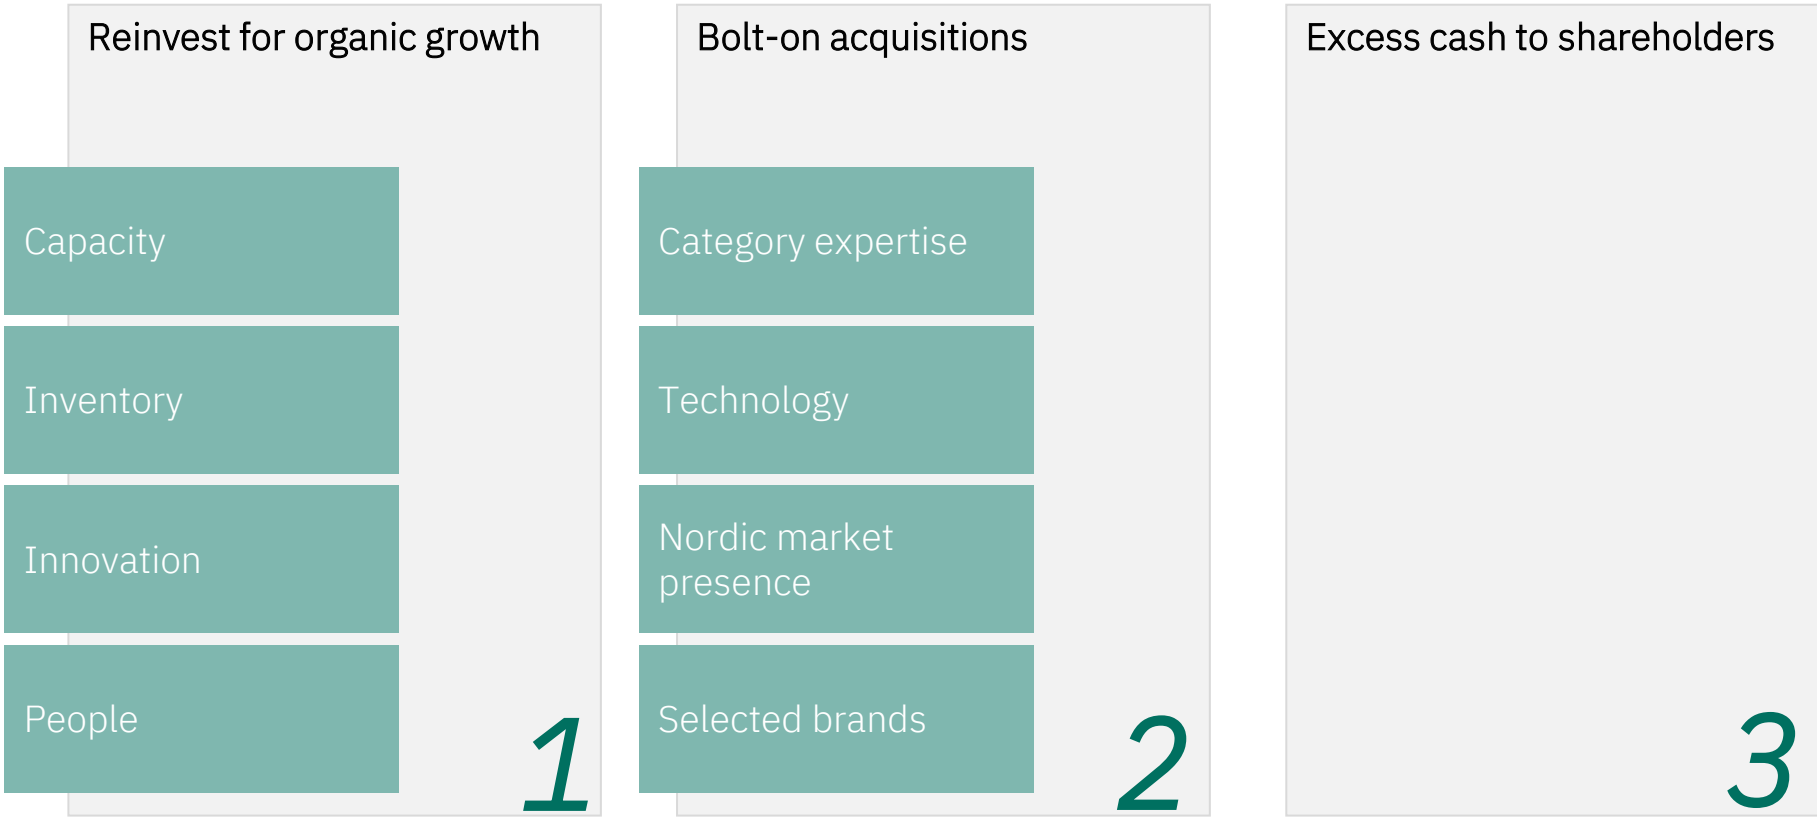 Reinvest for organic growth
Capacity
Inventory
Innovation
People
1
Bolt-on acquisitions
Category expertise
Technology
Nordic market
presence
Selected brands
2
Excess cash to shareholders
3